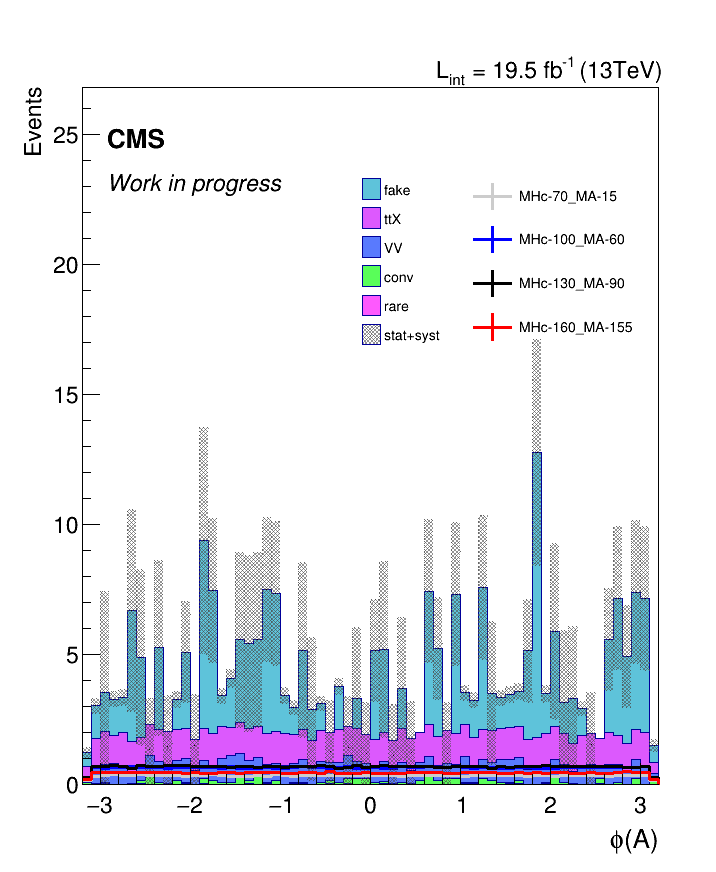 L_int = 19.5 fb^-1 (13TeV)
Events
CMS
Work in progress
fake
ttX
VV
conv
rare
stat+syst
MHc-70_MA-15
MHc-100_MA-60
MHc-130_MA-90
MHc-160_MA-155
25
20
15
10
5
0
−3 −2 −1 0 1 2 3
ϕ(A)